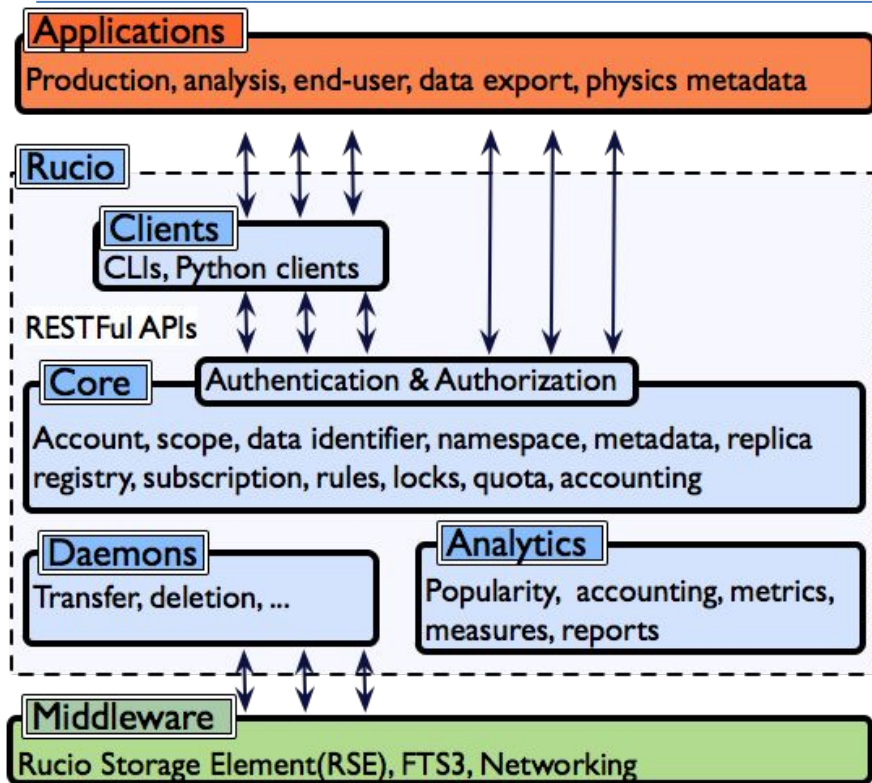 Applications
Production, analysis, end-user, data export, physics metadata
Rucio
Clients
CLIs, Python clients
RESTFul APIs
Authentication & Authorization
Core
Account, scope, data identifier, namespace, metadata, replica
registry, subscription, rules, locks, quota, accounting
Daemons
Transfer, deletion, ...
Analytics
Popularity, accounting, metrics,
measures, reports
Middleware
Rucio Storage Element(RSE), FTS3, Networking